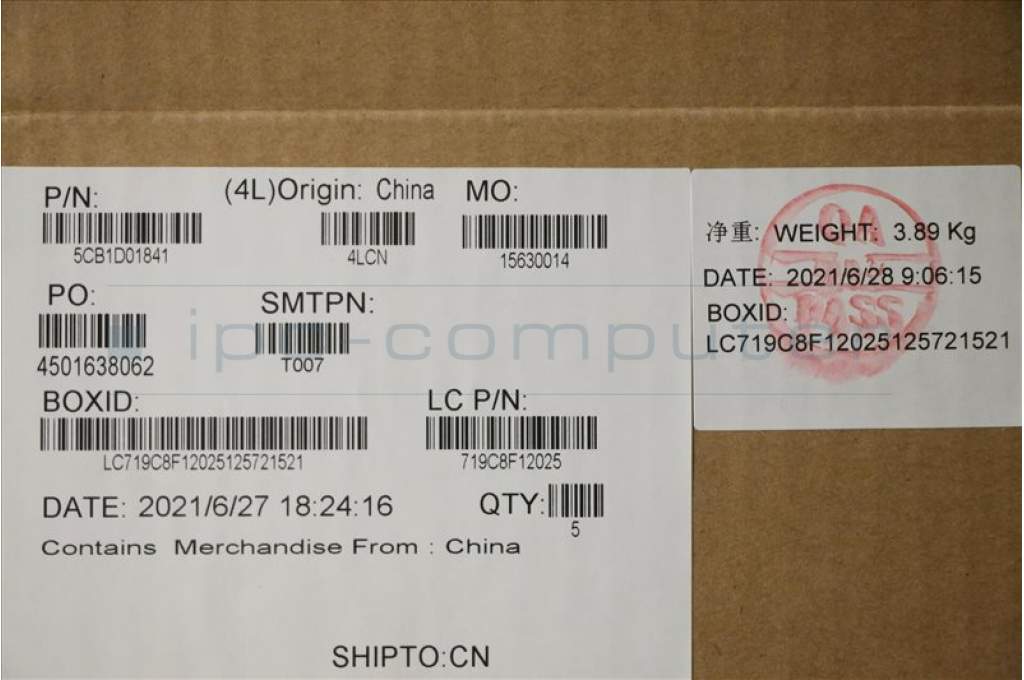 P/N:
5CB1D01841
(4L)Origin: China
4LCN
MO:
15630014
PO:
4501638062
SMTPN:
T007
BOXID:
LC719C8F12025125721521
LC P/N:
719C8F12025
DATE: 2021/6/27 18:24:16
QTY:
5
Contains Merchandise From : China
SHIPTO:CN
净重: WEIGHT: 3.89 Kg
DATE: 2021/6/28 9:06:15
BOXID:
LC719C8F12025125721521
QA
PASS